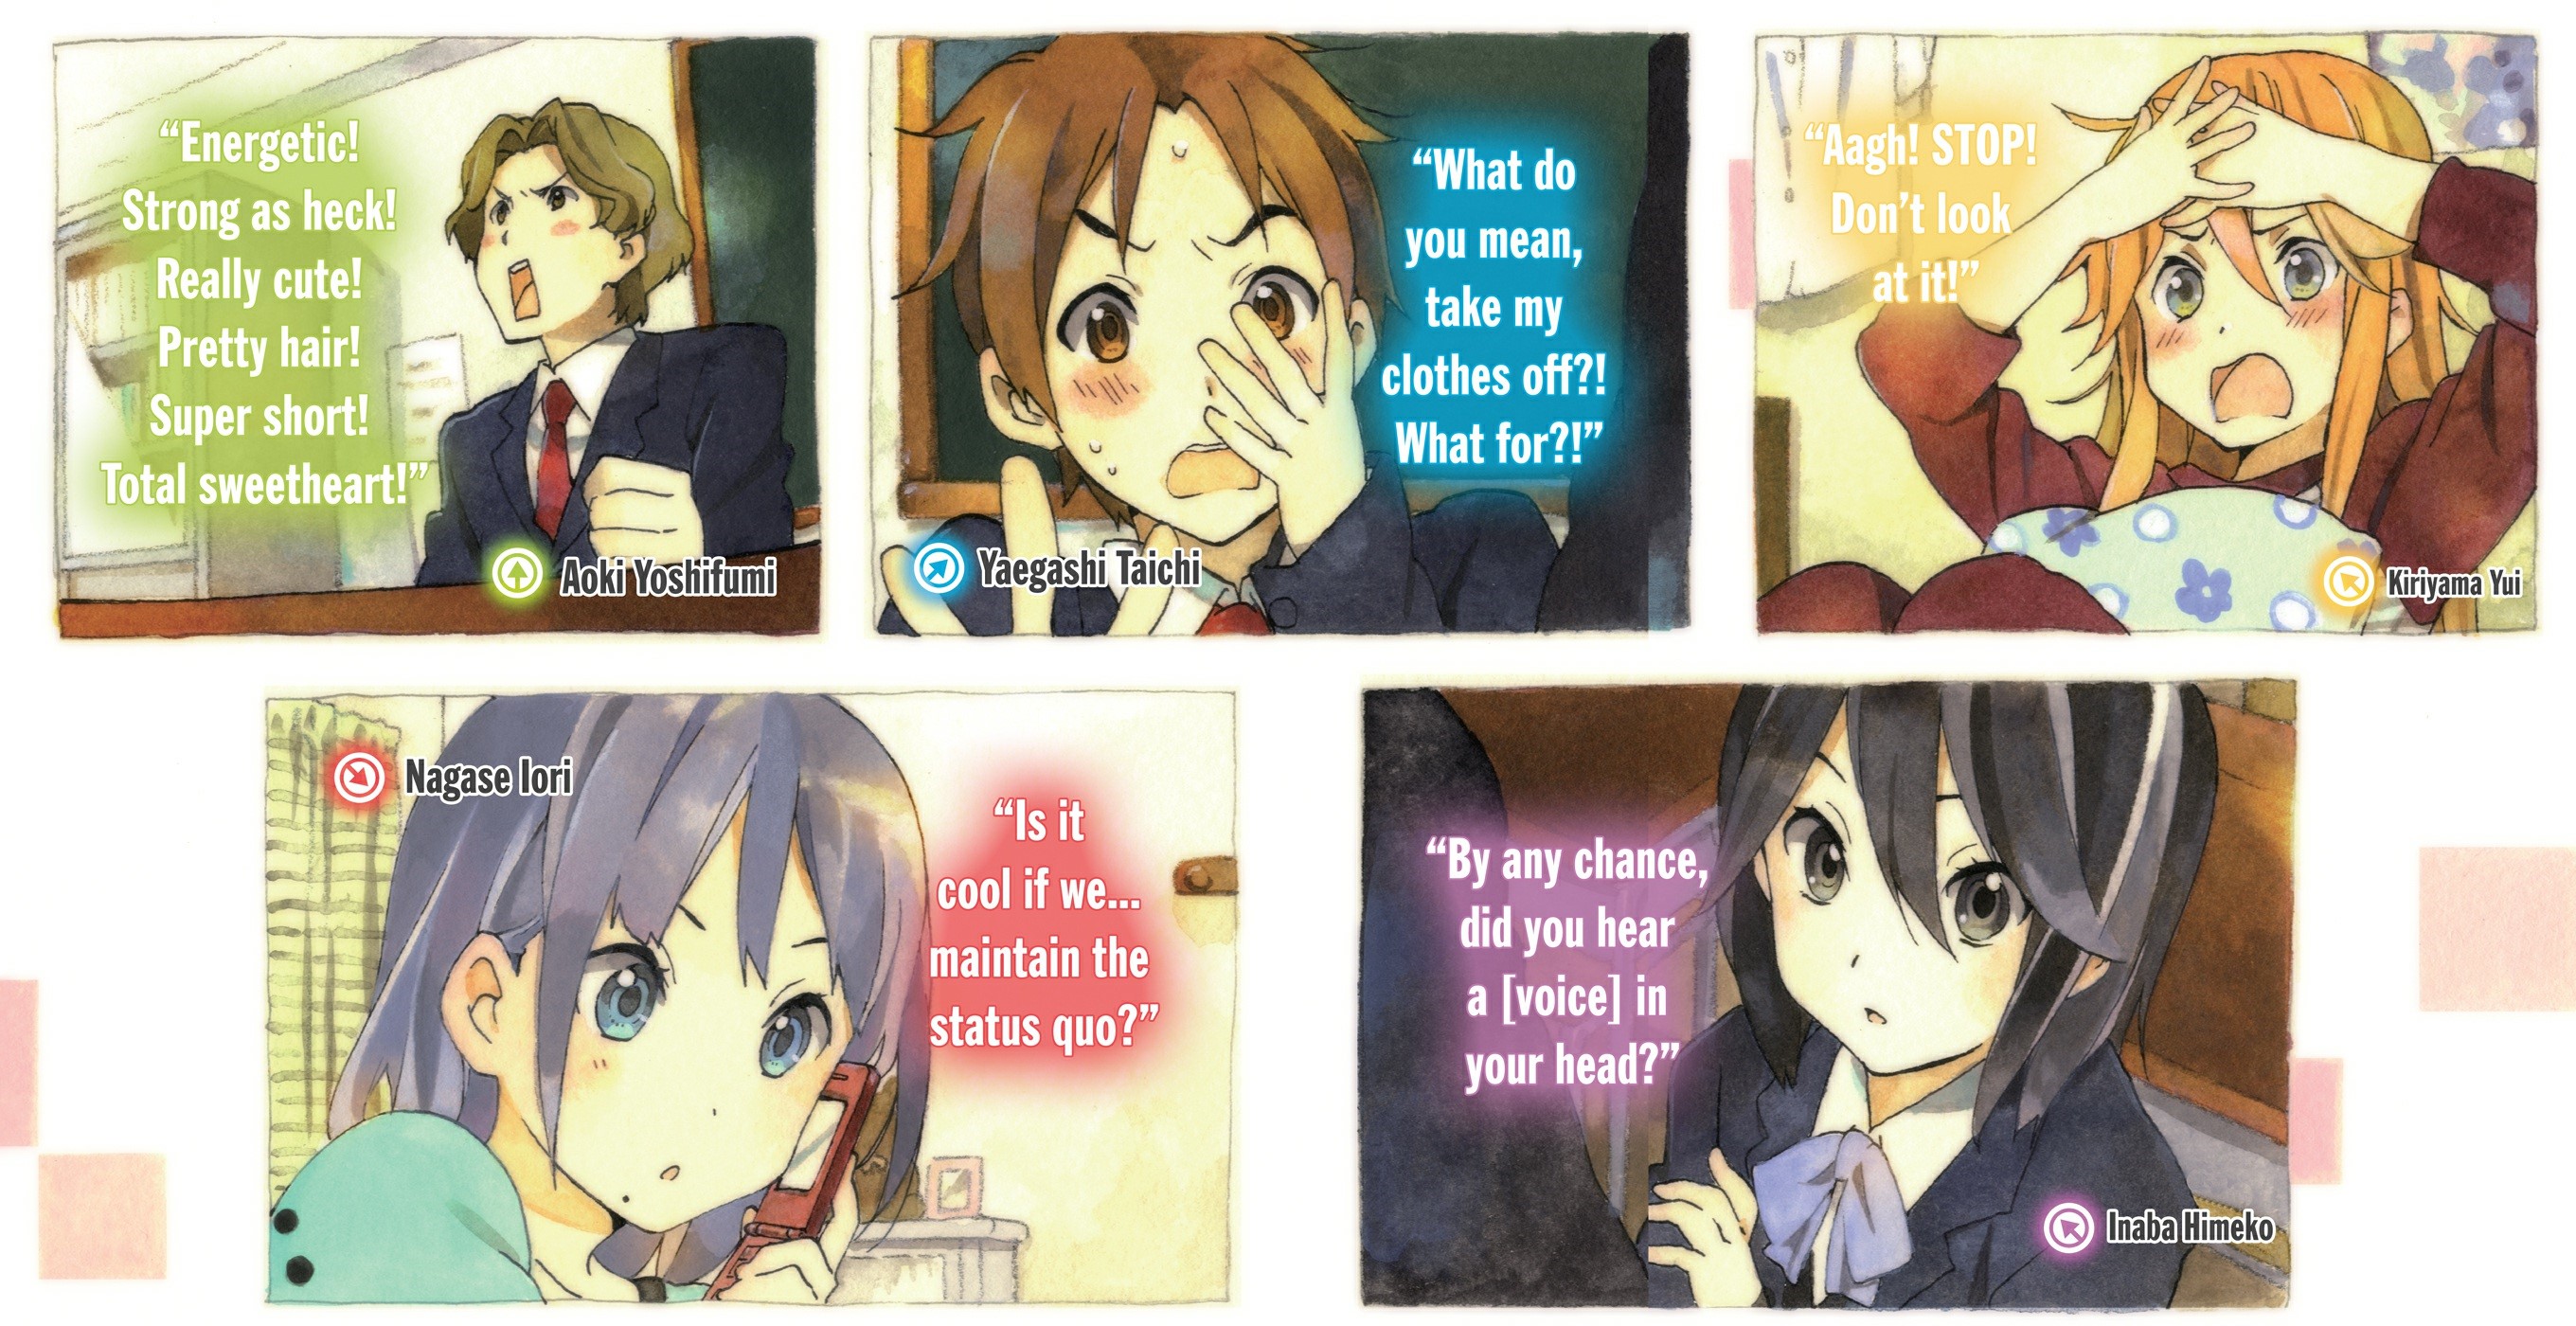 “Energetic!
Strong as heck!
Really cute!
Pretty hair!
Super short!
Total sweetheart!”
Aoki Yoshifumi
“What do
you mean,
take my
clothes off?!
What for?!”
Yaegashi Taichi
“Aagh! STOP!
Don’t look
at it!”
Kiriyama Yui
Nagase Iori
“Is it
cool if we...
maintain the
status quo?”
“By any chance,
did you hear
a [voice] in
your head?”
Inaba Himeko